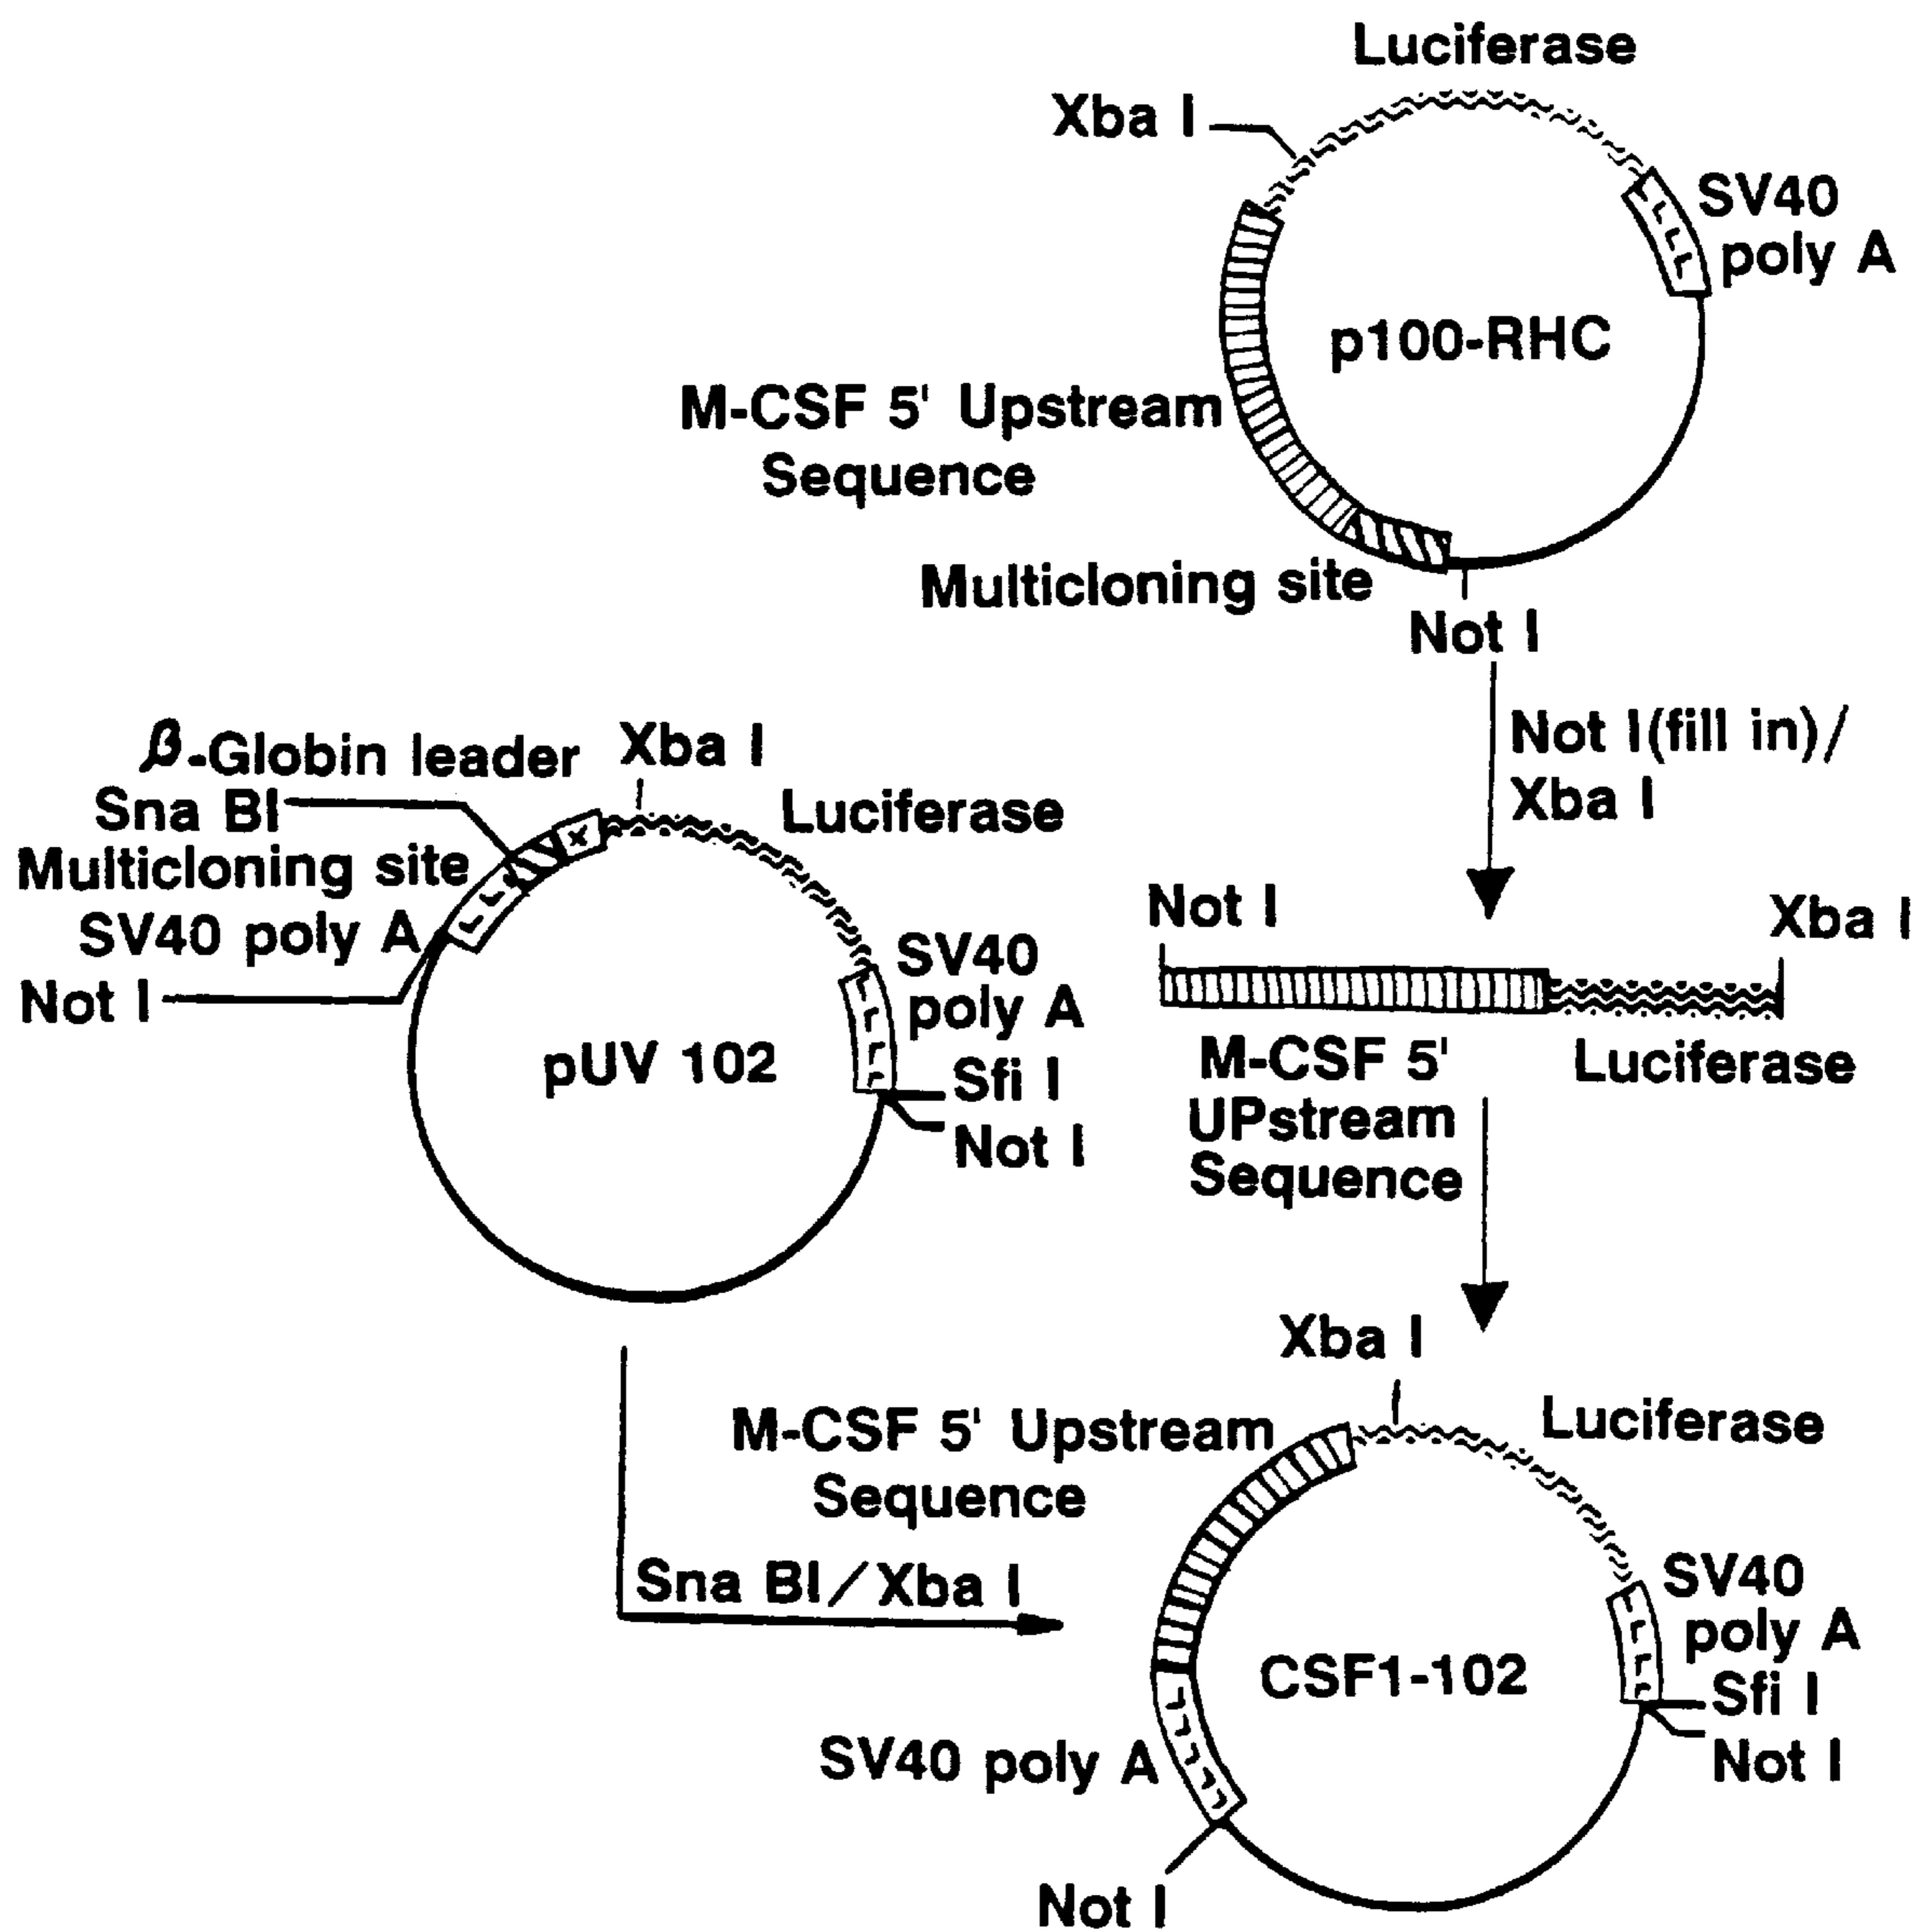 Luciferase
Xba I
SV40
poly A
p100-RHC
M-CSF 5' Upstream
Sequence
Multicloning site
Not I
Not I(fill in)/
Xba I
β-Globin leader
Xba I
Sna BI
Luciferase
Multicloning site
SV40 poly A
Not I
SV40
poly A
pUV 102
Sfi I
Not I
Not I
Xba I
M-CSF 5'
UPstream
Sequence
Luciferase
Xba I
M-CSF 5' Upstream
Sequence
Luciferase
Sna BI/Xba I
SV40
poly A
CSF1-102
Sfi I
Not I
SV40 poly A
Not I